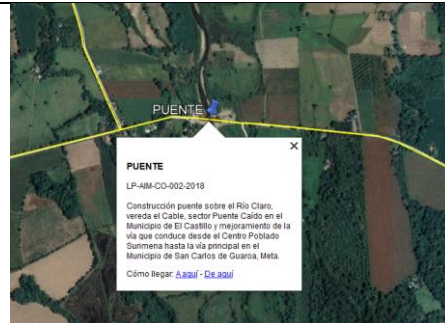 PUENTE
×
PUENTE
LP-AIM-CO-002-2018
Construcción puente sobre el Río Claro,
vereda el Cable, sector Puente Caído en el
Municipio de El Castillo y mejoramiento de la
vía que conduce desde el Centro Poblado
Surimena hasta la vía principal en el
Municipio de San Carlos de Guaroa, Meta.
Cómo llegar: A aquí - De aquí